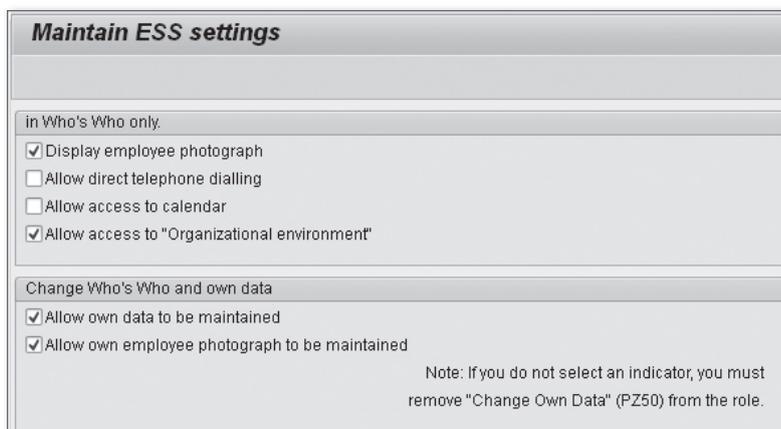 Maintain ESS settings
in Who's Who only.
Display employee photograph
Allow direct telephone dialling
Allow access to calendar
Allow access to "Organizational environment"
Change Who's Who and own data
Allow own data to be maintained
Allow own employee photograph to be maintained
Note: If you do not select an indicator, you must
remove "Change Own Data" (PZ50) from the role.